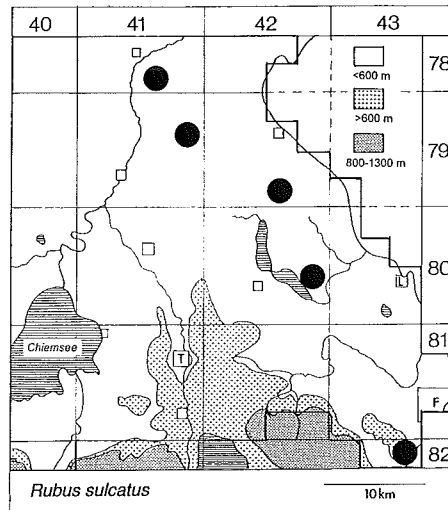 40 41 42 43
78
<600 m
>600 m
79
800-1300 m
80
81
Chiemsee
T
F
82
Rubus sulcatus
10 km